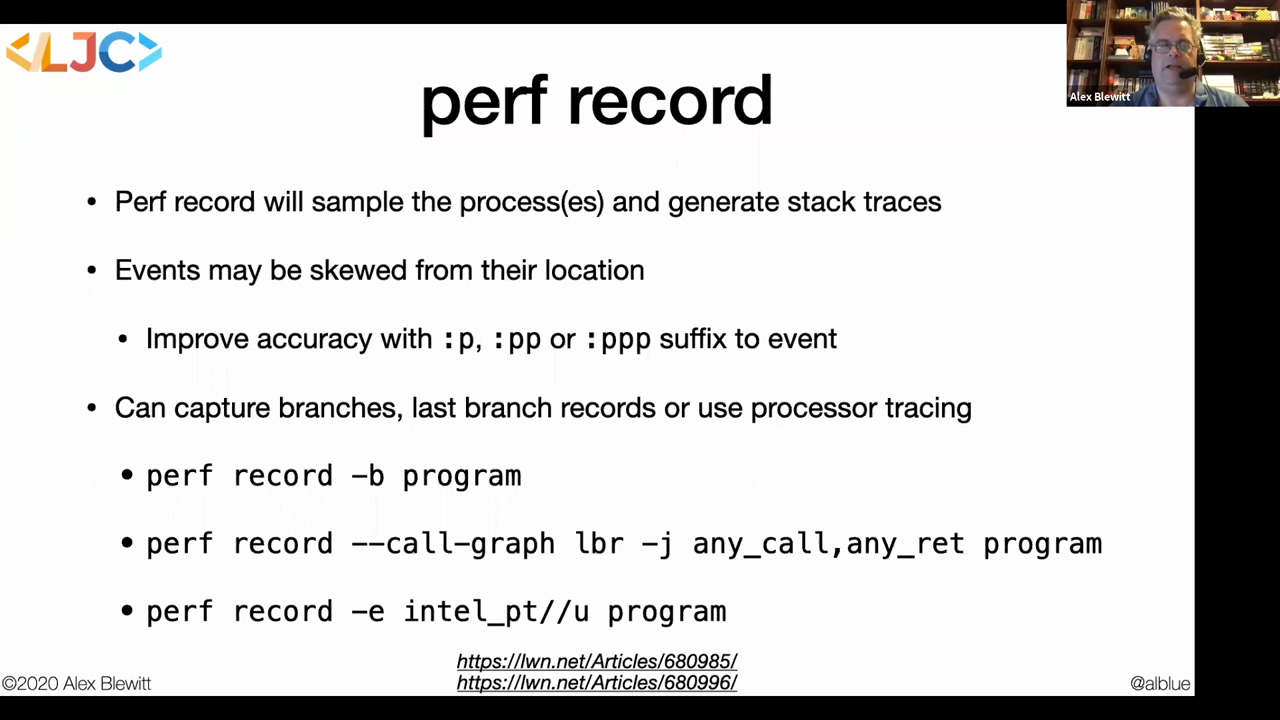 <LJC>
Alex Blewitt
perf record
• Perf record will sample the process(es) and generate stack traces
• Events may be skewed from their location
• Improve accuracy with :p, :pp or :ppp suffix to event
• Can capture branches, last branch records or use processor tracing
• perf record -b program
• perf record --call-graph lbr -j any_call,any_ret program
• perf record -e intel_pt//u program
https://lwn.net/Articles/680985/
https://lwn.net/Articles/680996/
©2020 Alex Blewitt
@alblue